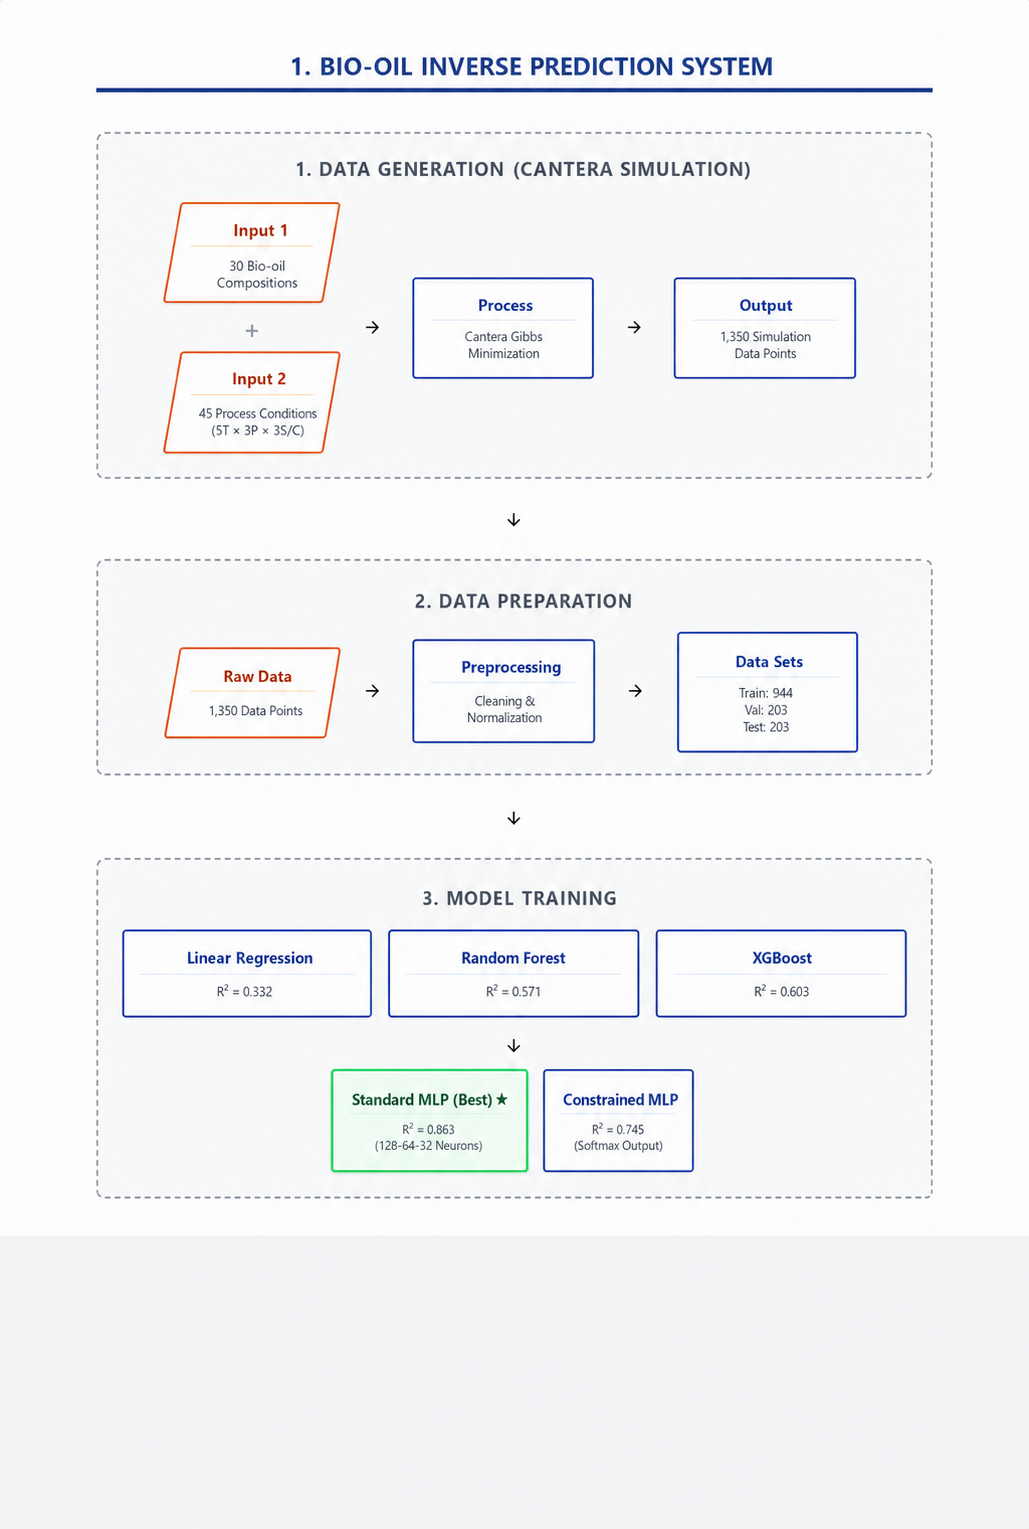 1. BIO-OIL INVERSE PREDICTION SYSTEM
1. DATA GENERATION (CANTERA SIMULATION)
Input 1
30 Bio-oil
Compositions
+
Input 2
45 Process Conditions
(5T × 3P × 3S/C)
→
Process
Cantera Gibbs
Minimization
→
Output
1,350 Simulation
Data Points
↓
2. DATA PREPARATION
Raw Data
1,350 Data Points
→
Preprocessing
Cleaning &
Normalization
→
Data Sets
Train: 944
Val: 203
Test: 203
↓
3. MODEL TRAINING
Linear Regression
R² = 0.332
Random Forest
R² = 0.571
XGBoost
R² = 0.603
↓
Standard MLP (Best) ★
R² = 0.863
(128-64-32 Neurons)
Constrained MLP
R² = 0.745
(Softmax Output)